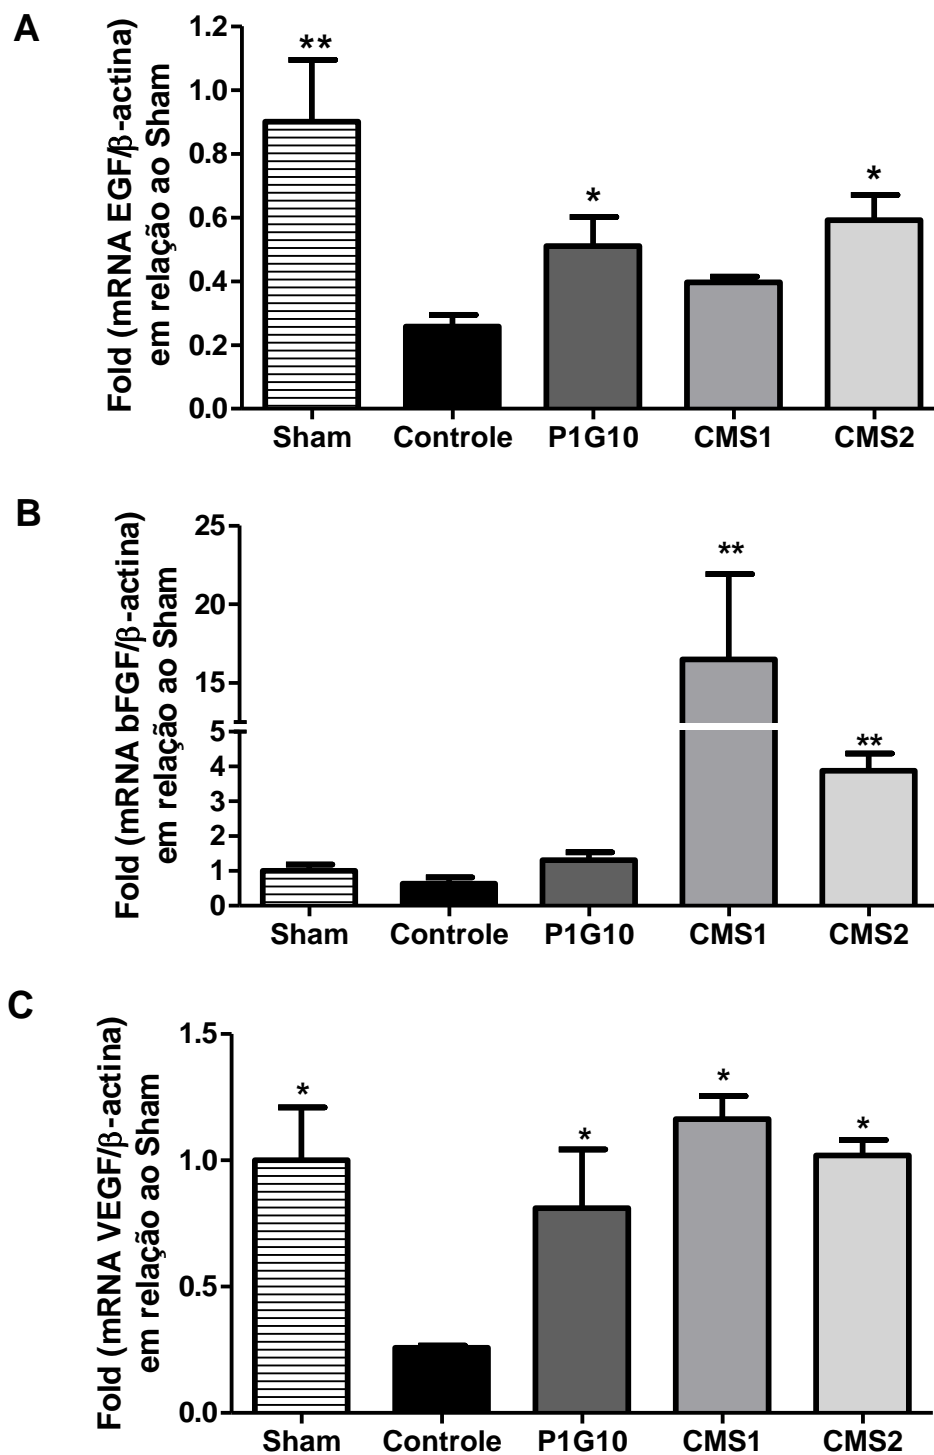 A
Fold (mRNA EGF/β-actina)
em relação ao Sham
1.2
1.0
0.8
0.6
0.4
0.2
0.0
**
*
*
Sham Controle P1G10 CMS1 CMS2
B
Fold (mRNA bFGF/β-actina)
em relação ao Sham
25
20
15
5
4
3
2
1
0
**
**
Sham Controle P1G10 CMS1 CMS2
C
Fold (mRNA VEGF/β-actina)
em relação ao Sham
1.5
1.0
0.5
0.0
*
*
*
*
Sham Controle P1G10 CMS1 CMS2